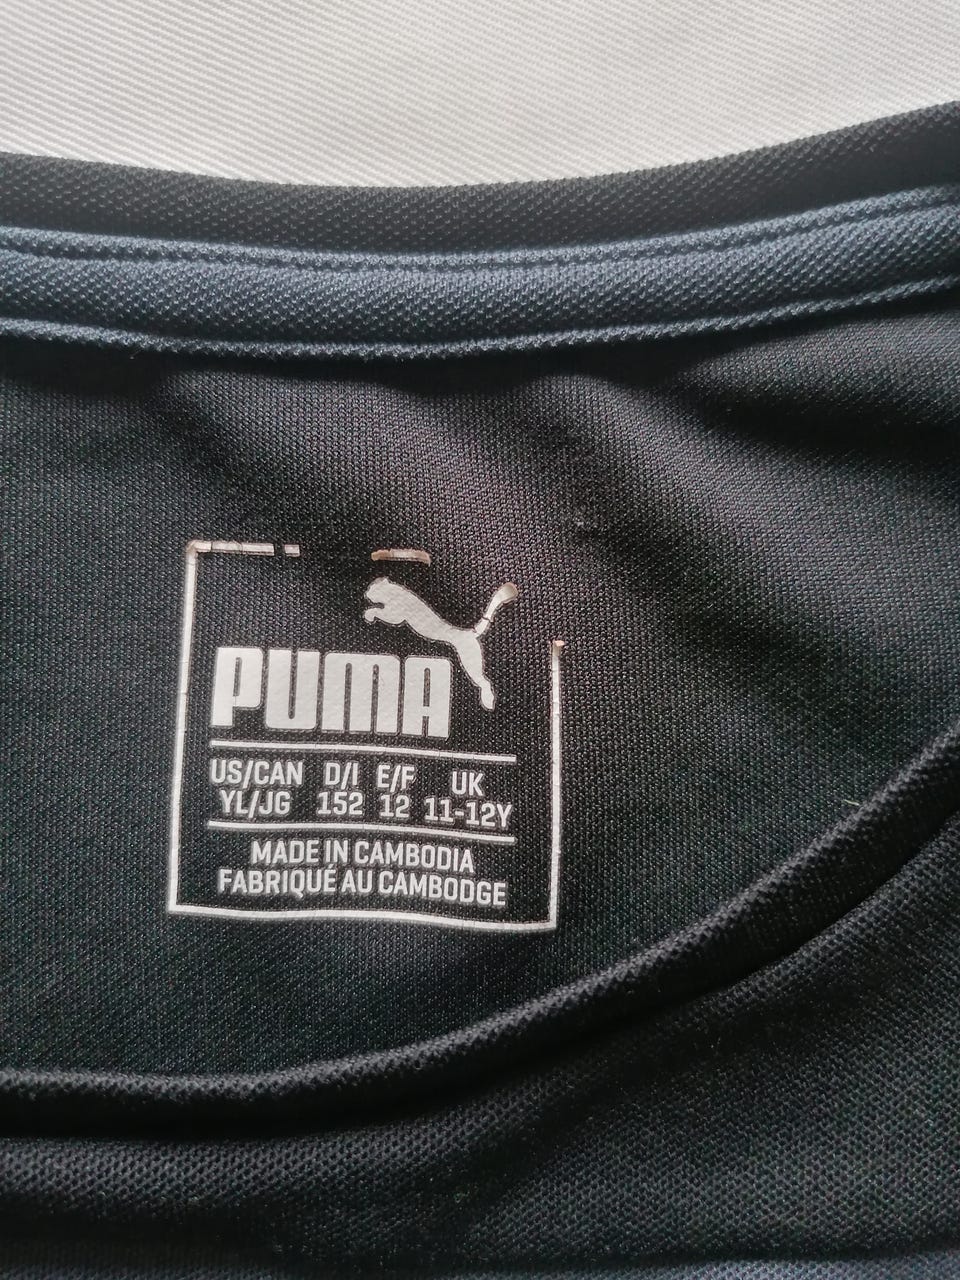 PUMA
US/CAN D/I E/F UK
YL/JG 152 12 11-12Y
MADE IN CAMBODIA
FABRIQUÉ AU CAMBODGE